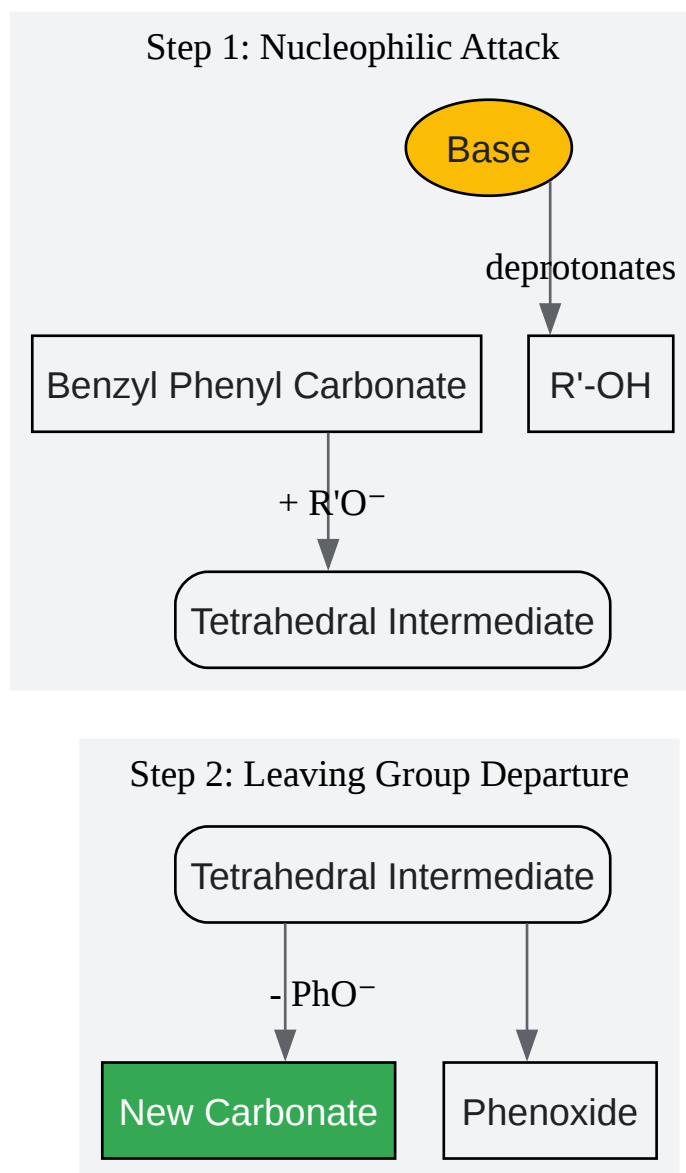 Step 1: Nucleophilic Attack
Base
deprotonates
Benzyl Phenyl Carbonate
R'-OH
+ R'O⁻
Tetrahedral Intermediate
Step 2: Leaving Group Departure
Tetrahedral Intermediate
- PhO⁻
New Carbonate
Phenoxide